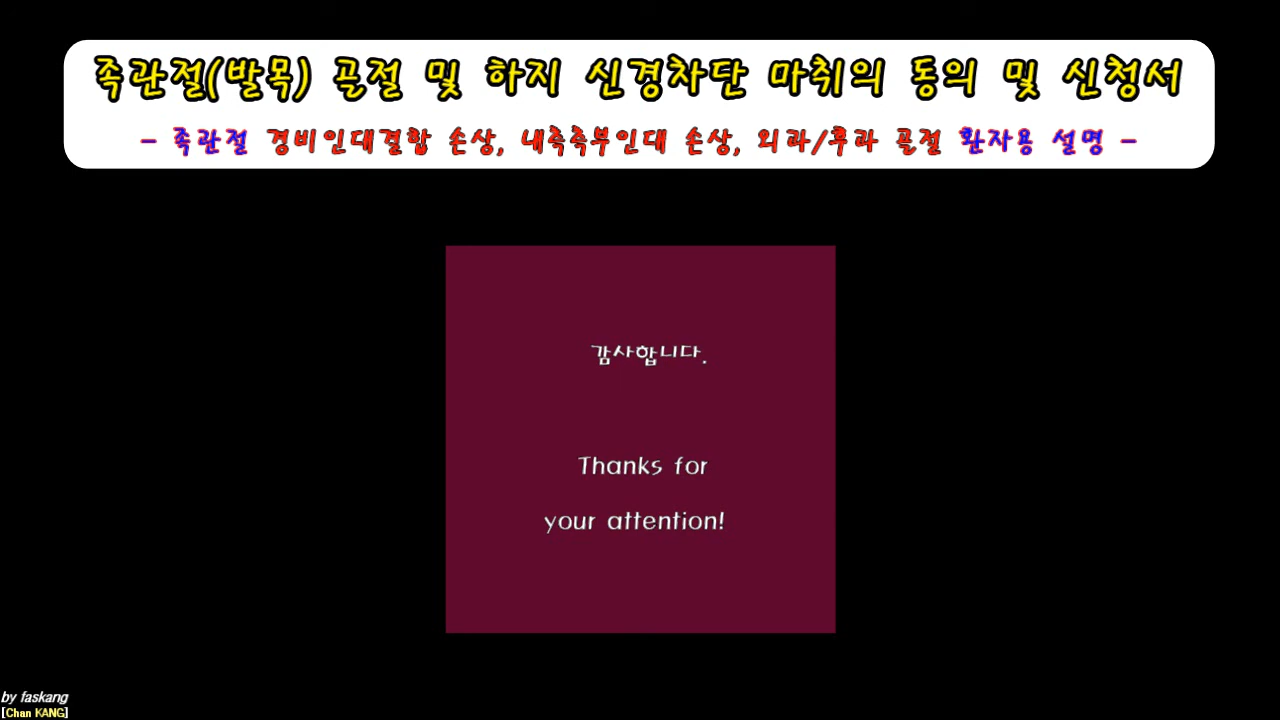 족관절(발목) 골절 및 하지 신경차단 마취의 동의 및 신청서
- 족관절 경비인대결합 손상, 내측측부인대 손상, 외과/후과 골절 환자용 설명 -
감사합니다.
Thanks for
your attention!
by faskang
[Chan KANG]